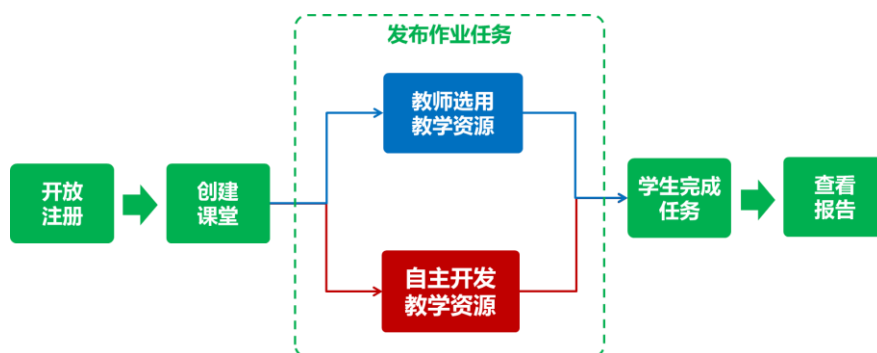 发布作业任务
教师选用
教学资源
开放
注册
创建
课堂
学生完成
任务
查看
报告
自主开发
教学资源